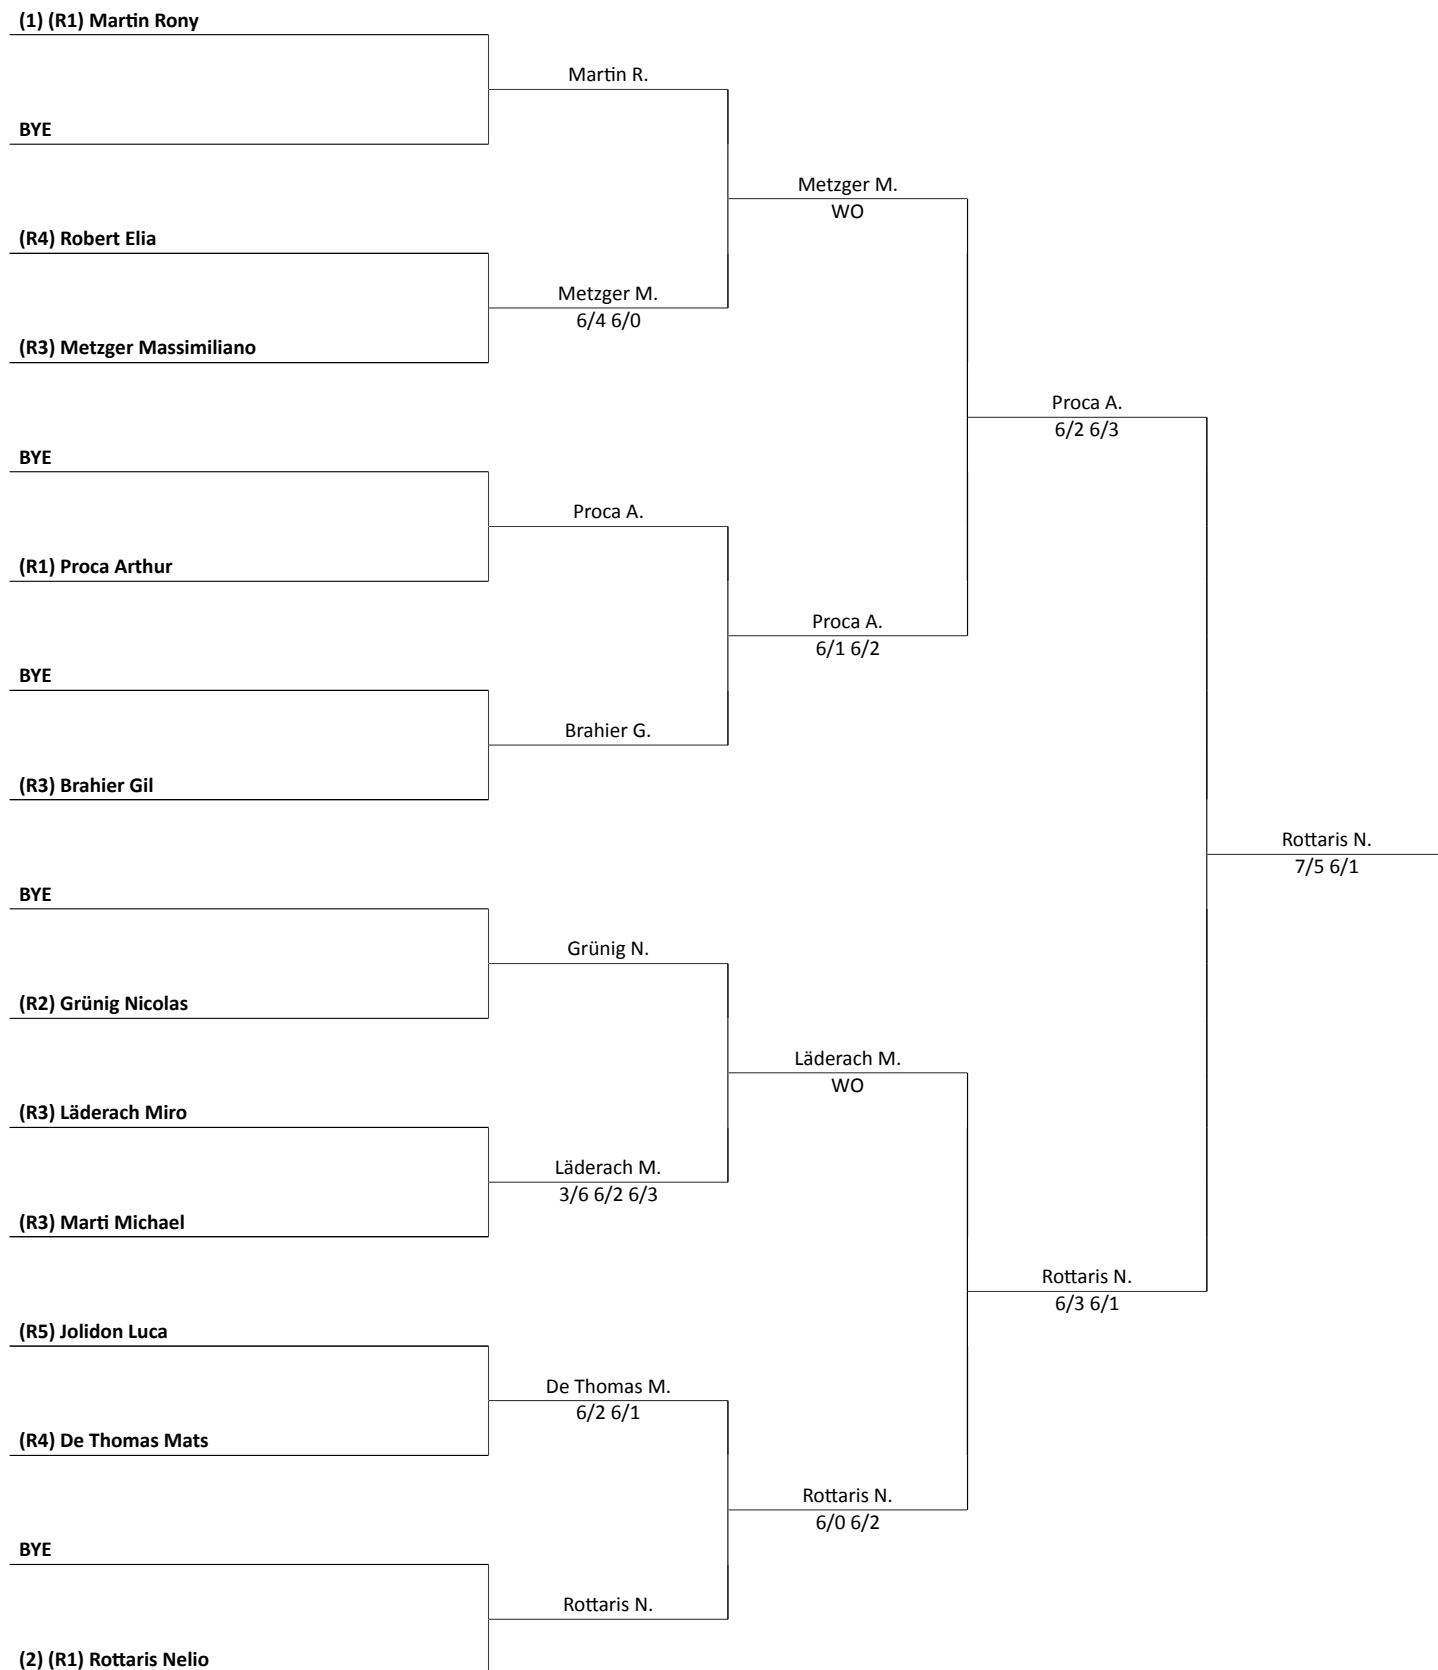 (1) (R1) Martin Rony
Martin R.
BYE
Metzger M.
WO
(R4) Robert Elia
Metzger M.
6/4 6/0
(R3) Metzger Massimiliano
Proca A.
6/2 6/3
BYE
Proca A.
(R1) Proca Arthur
Proca A.
6/1 6/2
BYE
Brahier G.
(R3) Brahier Gil
Rottaris N.
7/5 6/1
BYE
Grünig N.
(R2) Grünig Nicolas
Läderach M.
WO
(R3) Läderach Miro
Läderach M.
3/6 6/2 6/3
(R3) Marti Michael
Rottaris N.
6/3 6/1
(R5) Jolidon Luca
De Thomas M.
6/2 6/1
(R4) De Thomas Mats
Rottaris N.
6/0 6/2
BYE
Rottaris N.
(2) (R1) Rottaris Nelio